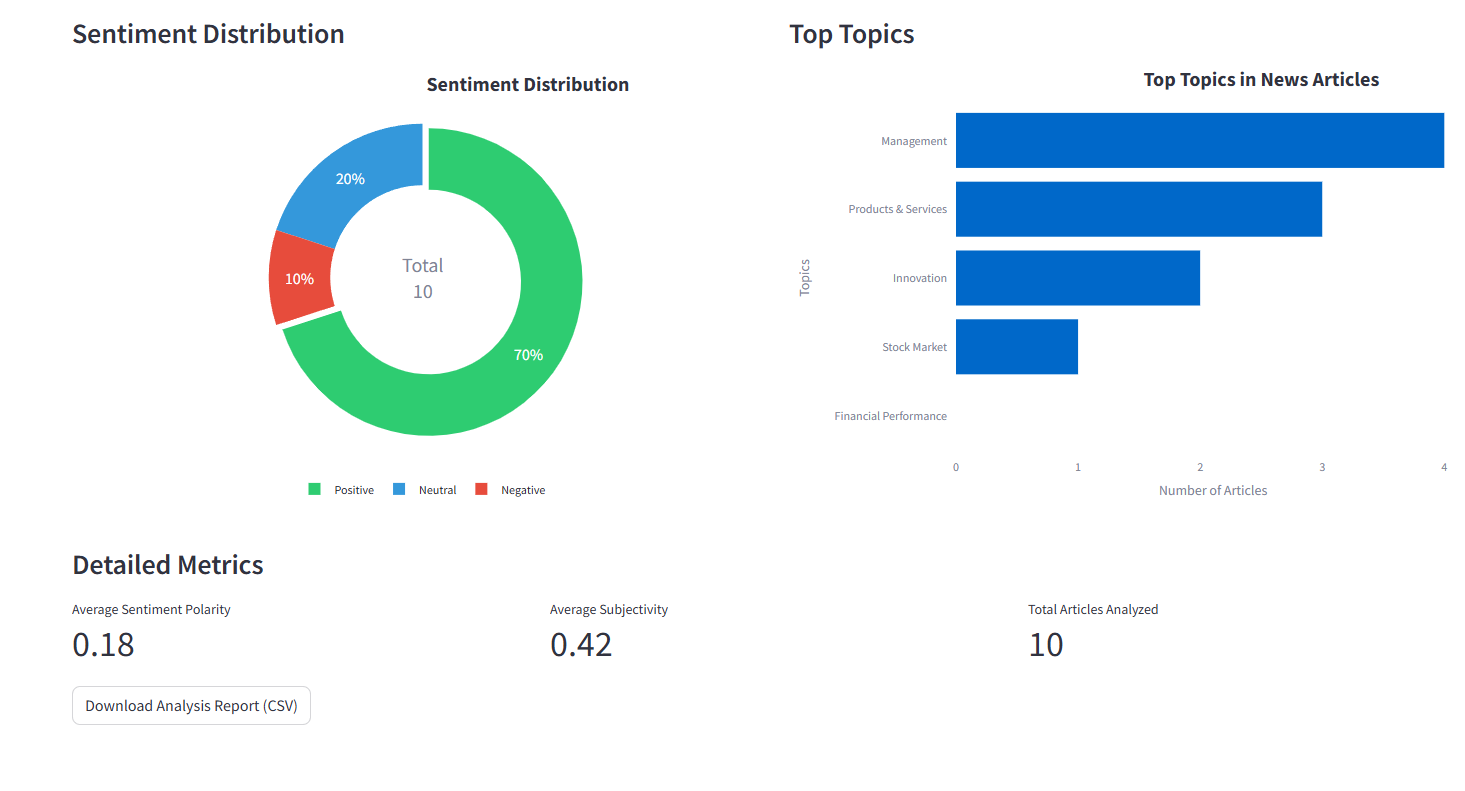 Sentiment Distribution
Sentiment Distribution
20%
10%
70%
Total
10
Positive
Neutral
Negative
Top Topics
Top Topics in News Articles
Topics
Management
Products & Services
Innovation
Stock Market
Financial Performance
0 1 2 3 4
Number of Articles
Detailed Metrics
Average Sentiment Polarity
0.18
Average Subjectivity
0.42
Total Articles Analyzed
10
Download Analysis Report (CSV)